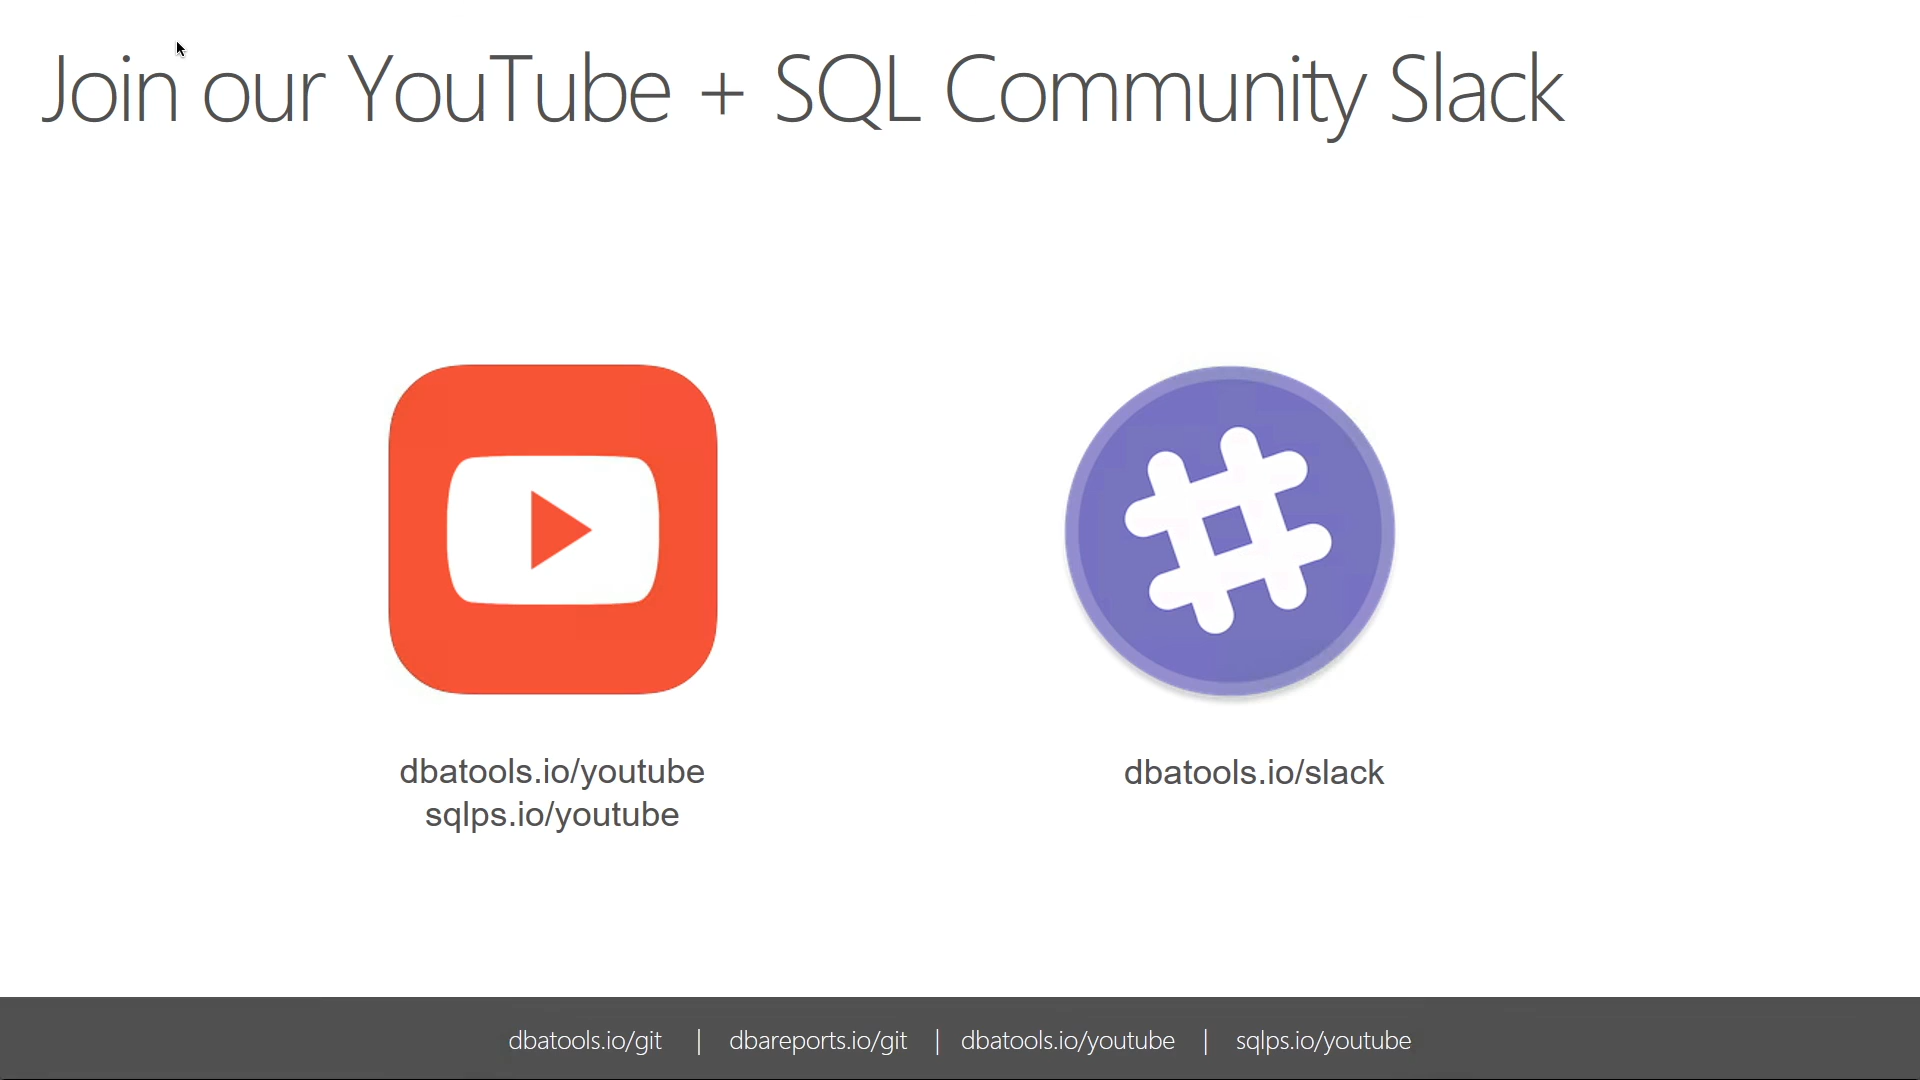 Join our YouTube + SQL Community Slack
dbatools.io/youtube
sqlps.io/youtube
dbatools.io/slack
dbatools.io/git | dbareports.io/git | dbatools.io/youtube | sqlps.io/youtube